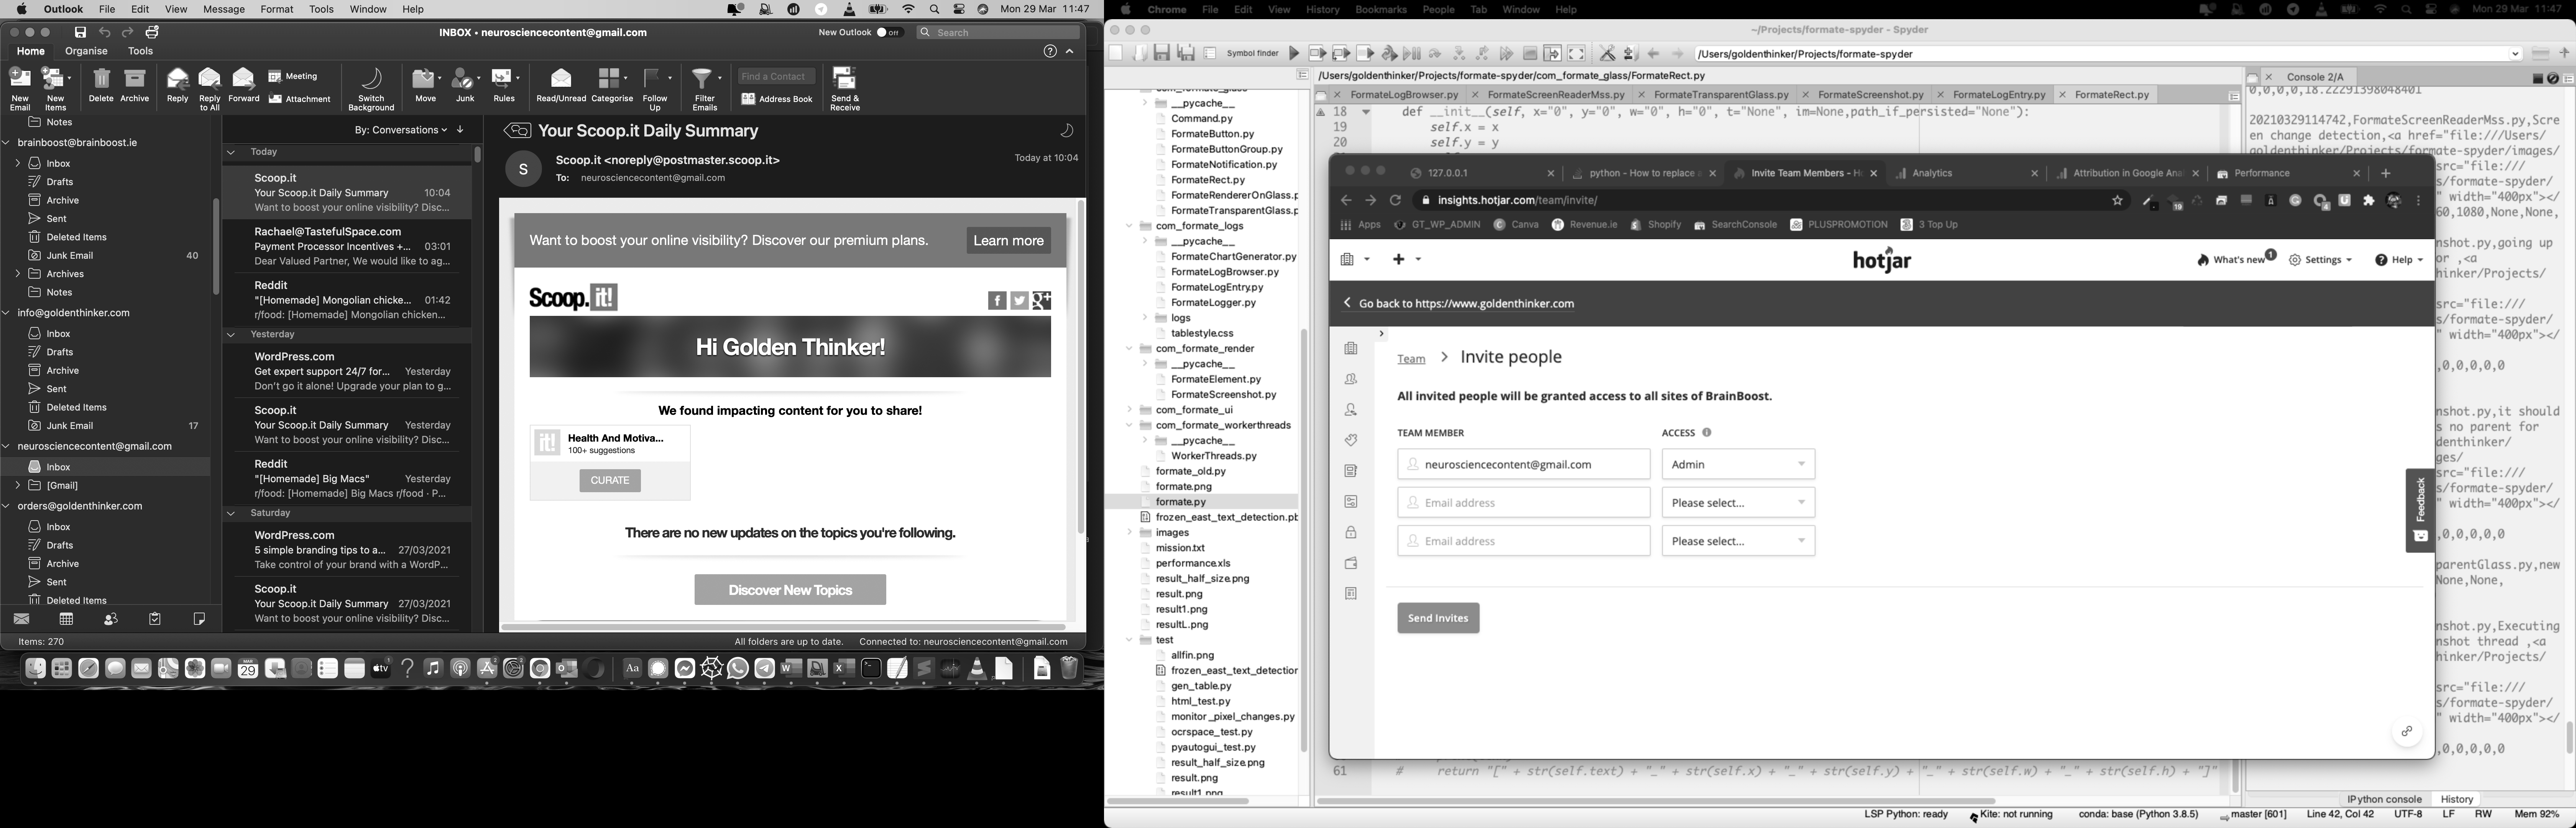 Outlook File Edit View Message Format Tools Window Help Mon 29 Mar 11:47
INBOX • neurosciencecontent@gmail.com New Outlook Off Search
Home Organise Tools
New Email New Items Delete Archive Reply Reply to All Forward Meeting Attachment Switch Background Move Junk Rules Read/Unread Categorise Follow Up Filter Emails Find a Contact Address Book Send & Receive
Notes
brainboost@brainboost.ie
Inbox
Drafts
Archive
Sent
Deleted Items
Junk Email 40
Archives
Notes
info@goldenthinker.com
Inbox
Drafts
Archive
Sent
Deleted Items
Junk Email 17
neurosciencecontent@gmail.com
Inbox
[Gmail]
orders@goldenthinker.com
Inbox
Drafts
Archive
Sent
Deleted Items
Items: 270
By: Conversations
Today
Scoop.it
Your Scoop.it Daily Summary 10:04
Want to boost your online visibility? Disc...
Rachael@TastefulSpace.com
Payment Processor Incentives +... 03:01
Dear Valued Partner, We would like to ag...
Reddit
"[Homemade] Mongolian chicke... 01:42
r/food: [Homemade] Mongolian chicken...
Yesterday
WordPress.com
Get expert support 24/7 for... Yesterday
Don't go it alone! Upgrade your plan to g...
Scoop.it
Your Scoop.it Daily Summary Yesterday
Want to boost your online visibility? Disc...
Reddit
"[Homemade] Big Macs" Yesterday
r/food: [Homemade] Big Macs r/food · P...
Saturday
WordPress.com
5 simple branding tips to a... 27/03/2021
Take control of your brand with a WordP...
Scoop.it
Your Scoop.it Daily Summary 27/03/2021
Want to boost your online visibility? Disc...
Your Scoop.it Daily Summary
S
Scoop.it <noreply@postmaster.scoop.it>
Today at 10:04
To: neurosciencecontent@gmail.com
Want to boost your online visibility? Discover our premium plans. Learn more
Scoop.it!
Hi Golden Thinker!
We found impacting content for you to share!
it! Health And Motiva...
100+ suggestions
CURATE
There are no new updates on the topics you're following.
Discover New Topics
All folders are up to date. Connected to: neurosciencecontent@gmail.com
Chrome File Edit View History Bookmarks People Tab Window Help Mon 29 Mar 11:47
~/Projects/formate-spyder - Spyder
Symbol finder /Users/goldenthinker/Projects/formate-spyder
/Users/goldenthinker/Projects/formate-spyder/com_formate_glass/FormateRect.py
FormateLogBrowser.py FormateScreenReaderMss.py FormateTransparentGlass.py FormateScreenshot.py FormateLogEntry.py FormateRect.py
18 def __init__(self, x="0", y="0", w="0", h="0", t="None", im=None,path_if_persisted="None"):
19 self.x = x
20 self.y = y
com_formate_glass
__pycache__
Command.py
FormateButton.py
FormateButtonGroup.py
FormateNotification.py
FormateRect.py
FormateRendererOnGlass.p
FormateTransparentGlass.p
com_formate_logs
__pycache__
FormateChartGenerator.py
FormateLogBrowser.py
FormateLogEntry.py
FormateLogger.py
logs
tablestyle.css
com_formate_render
__pycache__
FormateElement.py
FormateScreenshot.py
com_formate_ui
com_formate_workerthreads
__pycache__
WorkerThreads.py
formate_old.py
formate.png
formate.py
frozen_east_text_detection.pb
images
mission.txt
performance.xls
result_half_size.png
result.png
result1.png
resultL.png
test
allfin.png
frozen_east_text_detection
gen_table.py
html_test.py
monitor_pixel_changes.py
ocrspace_test.py
pyautogui_test.py
result_half_size.png
result.png
result1.png
127.0.0.1 python - How to replace Invite Team Members - H Analytics Attribution in Google Anal Performance
insights.hotjar.com/team/invite/
Apps GT_WP_ADMIN Canva Revenue.ie Shopify SearchConsole PLUSPROMOTION 3 Top Up
hotjar What's new 1 Settings Help
Go back to https://www.goldenthinker.com
Team > Invite people
All invited people will be granted access to all sites of BrainBoost.
TEAM MEMBER ACCESS
neurosciencecontent@gmail.com Admin
Email address Please select...
Email address Please select...
Send Invites
Feedback
61 # return "[" + str(self.text) + "_" + str(self.x) + "_" + str(self.y) + "_" + str(self.w) + "_" + str(self.h) + "]"
Console 2/A
0,0,0,0,18.22291398048401
20210329114742,FormateScreenReaderMss.py,Scre
en change detection,<a href="file:///Users/
goldenthinker/Projects/formate-spyder/images/
src="file:///
s/formate-spyder/
" width="400px"></
60,1080,None,None,
nshot.py,going up
or ,<a
hinker/Projects/
src="file:///
s/formate-spyder/
" width="400px"></
,0,0,0,0,0
nshot.py,it should
s no parent for
denthinker/
ges/
src="file:///
s/formate-spyder/
" width="400px"></
,0,0,0,0,0
parentGlass.py,new
None,None,
nshot.py,Executing
nshot thread ,<a
hinker/Projects/
src="file:///
s/formate-spyder/
" width="400px"></
,0,0,0,0,0
IPython console History
LSP Python: ready Kite: not running conda: base (Python 3.8.5) master [601] Line 42, Col 42 UTF-8 LF RW Mem 92%